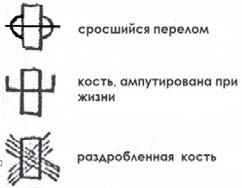 сросшийся перелом
кость, ампутирована при
жизни
раздробленная кость